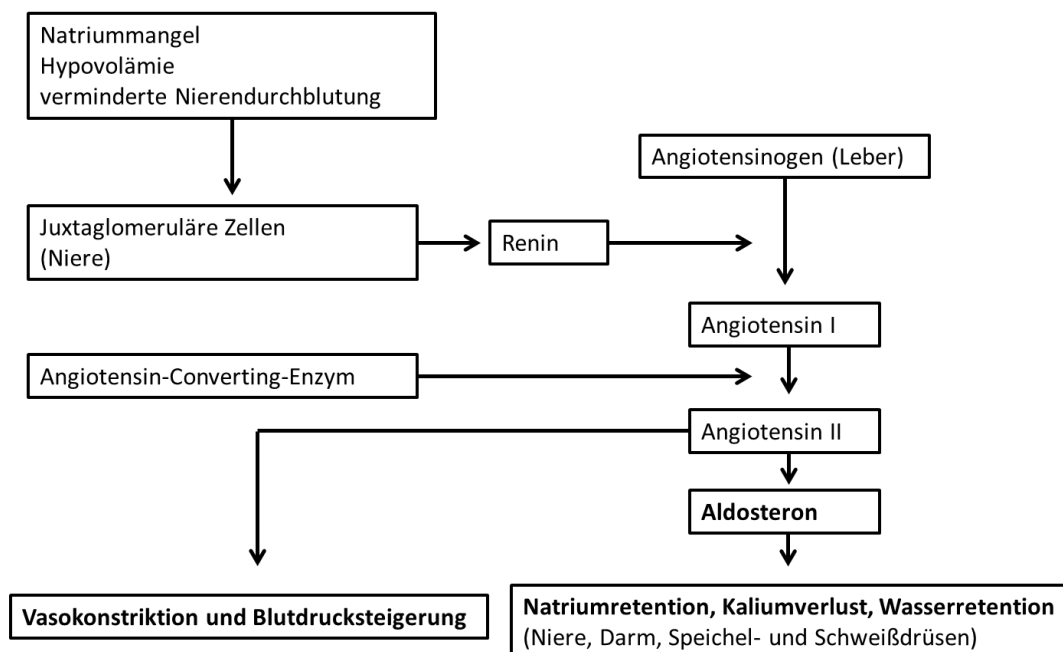 Natriummangel
Hypovolämie
verminderte Nierendurchblutung
Angiotensinogen (Leber)
Juxtaglomeruläre Zellen
(Niere)
Renin
Angiotensin I
Angiotensin-Converting-Enzym
Angiotensin II
Aldosteron
Vasokonstriktion und Blutdrucksteigerung
Natriumretention, Kaliumverlust, Wasserretention
(Niere, Darm, Speichel- und Schweißdrüsen)